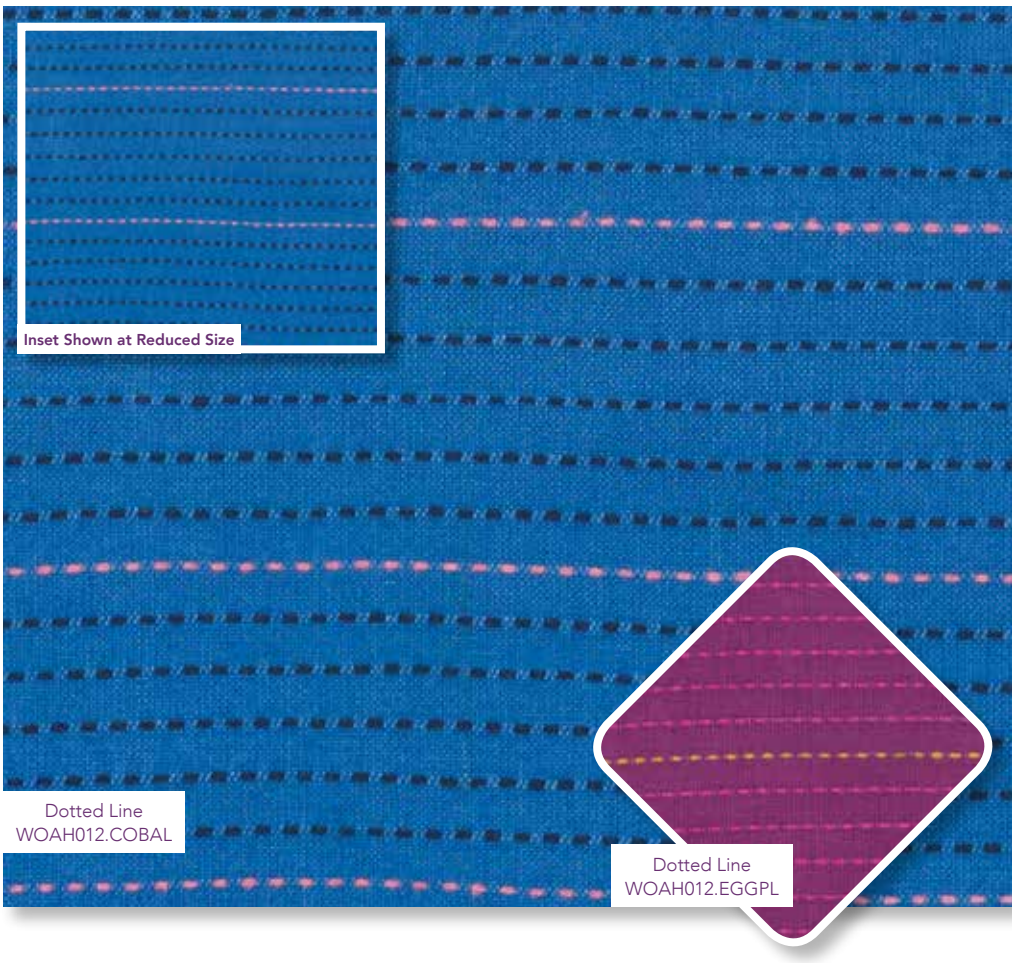 Inset Shown at Reduced Size
Dotted Line
WOAH012.COBAL
Dotted Line
WOAH012.EGGPL